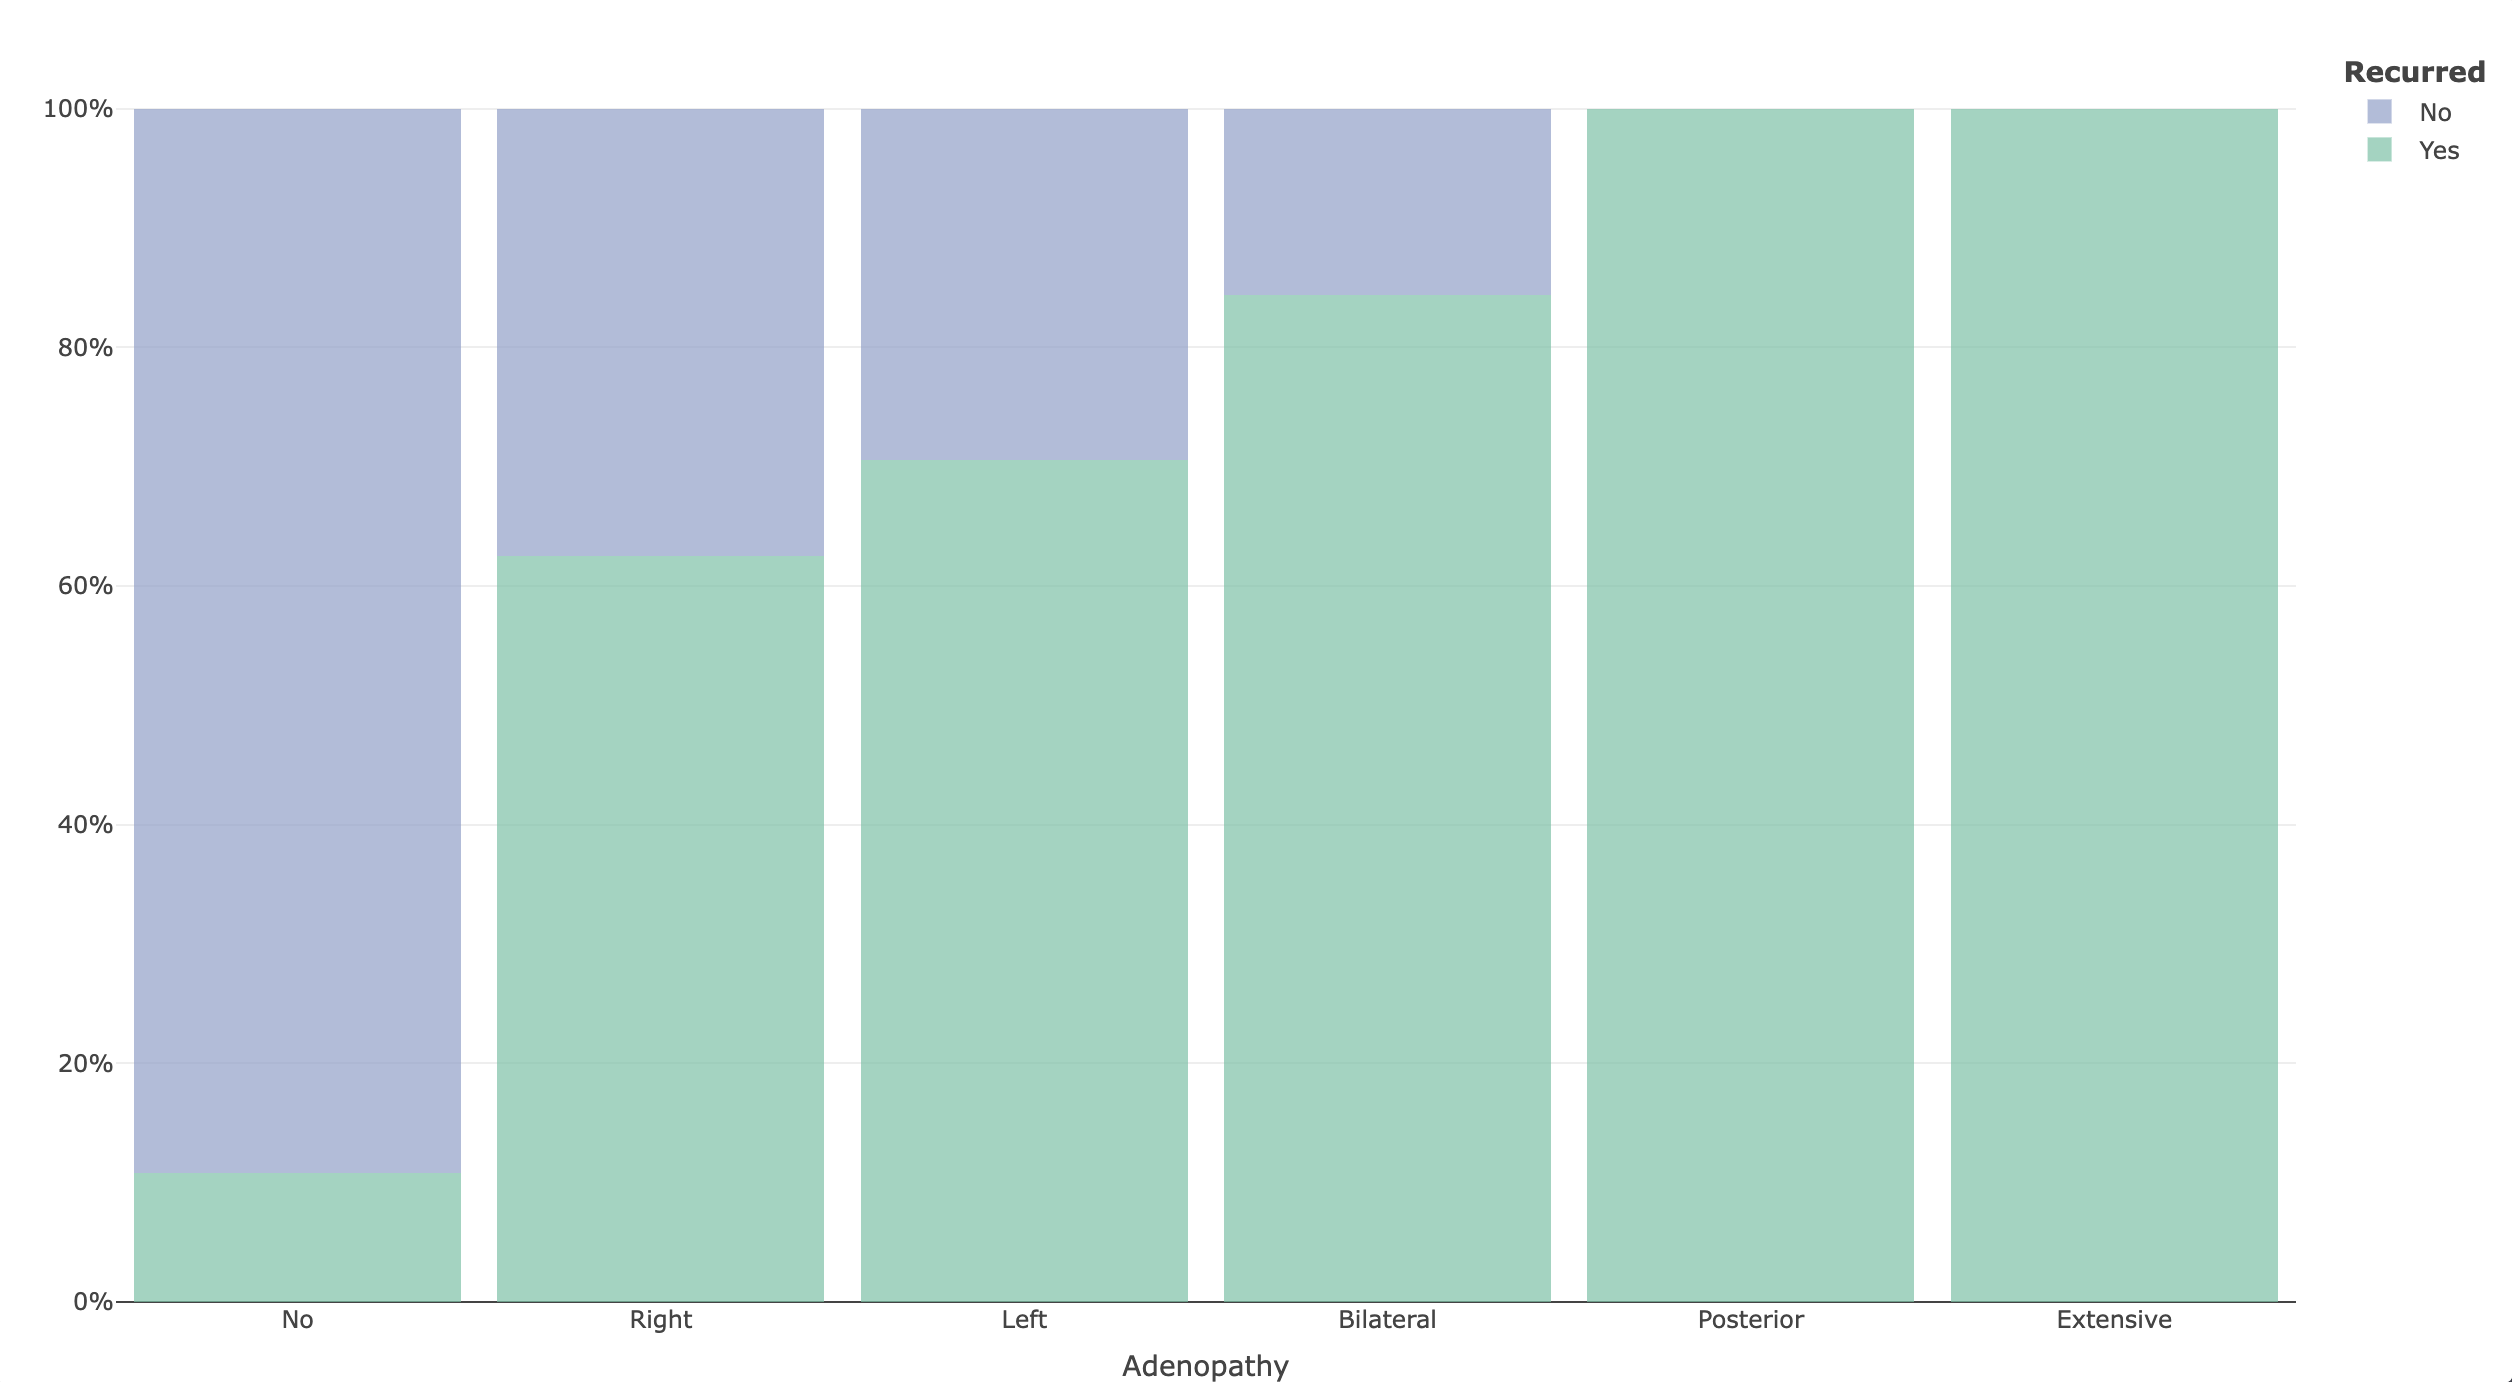 Recurred
No
Yes
100%
80%
60%
40%
20%
0%
No Right Left Bilateral Posterior Extensive
Adenopathy